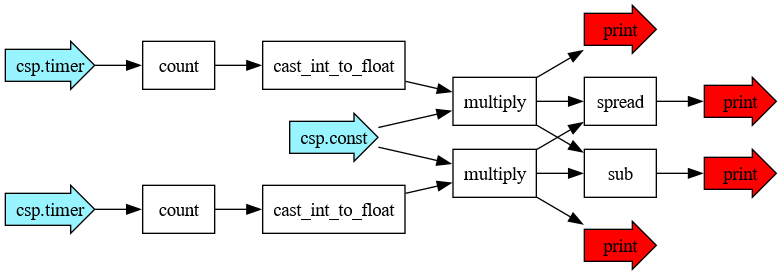 print
csp.timer
count
cast_int_to_float
multiply
spread
print
csp.const
multiply
sub
print
csp.timer
count
cast_int_to_float
print